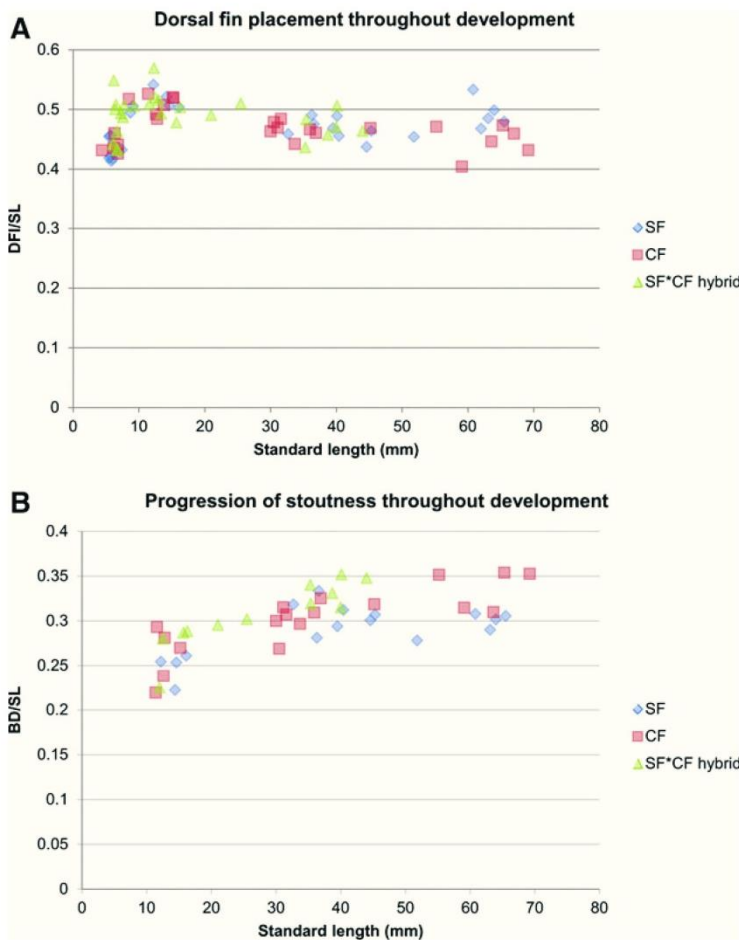 A
Dorsal fin placement throughout development
0.6
0.5
0.4
0.3
0.2
0.1
0
DFI/SL
0 10 20 30 40 50 60 70 80
Standard length (mm)
SF
CF
SF*CF hybrid
B
Progression of stoutness throughout development
0.4
0.35
0.3
0.25
0.2
0.15
0.1
0.05
0
BD/SL
0 10 20 30 40 50 60 70 80
Standard length (mm)
SF
CF
SF*CF hybrid